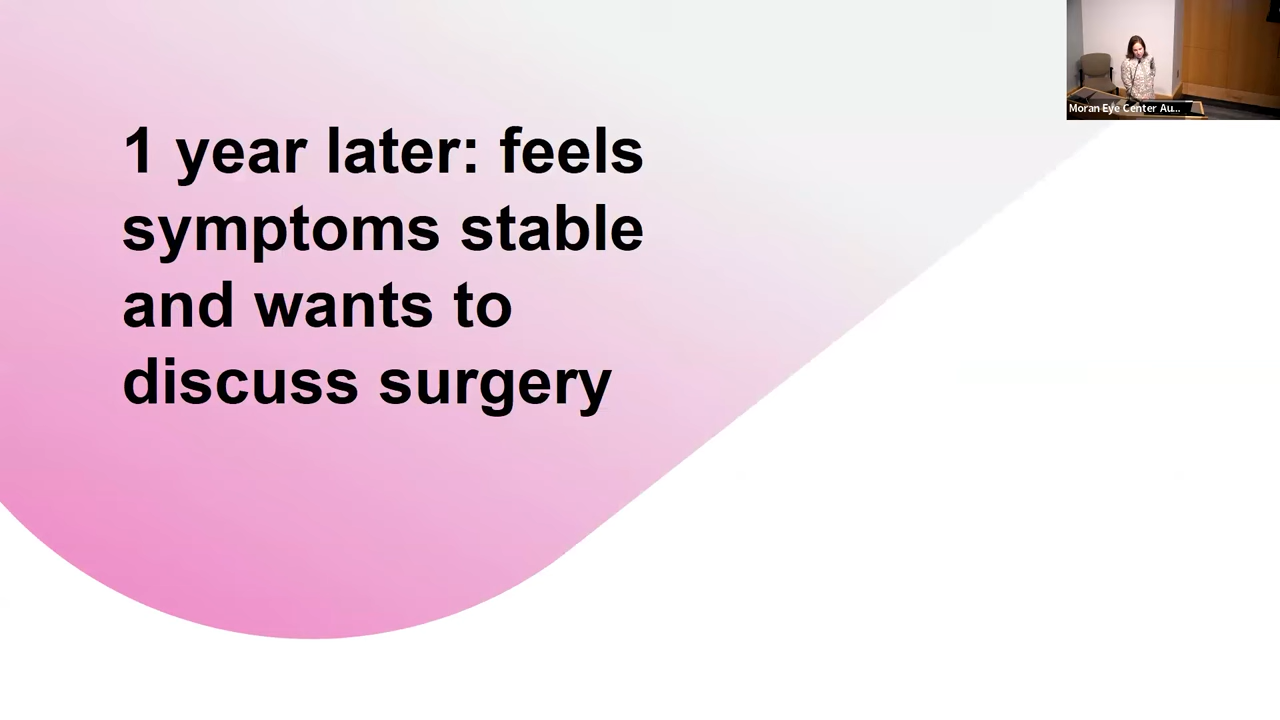 1 year later: feels
symptoms stable
and wants to
discuss surgery
Moran Eye Center Au...